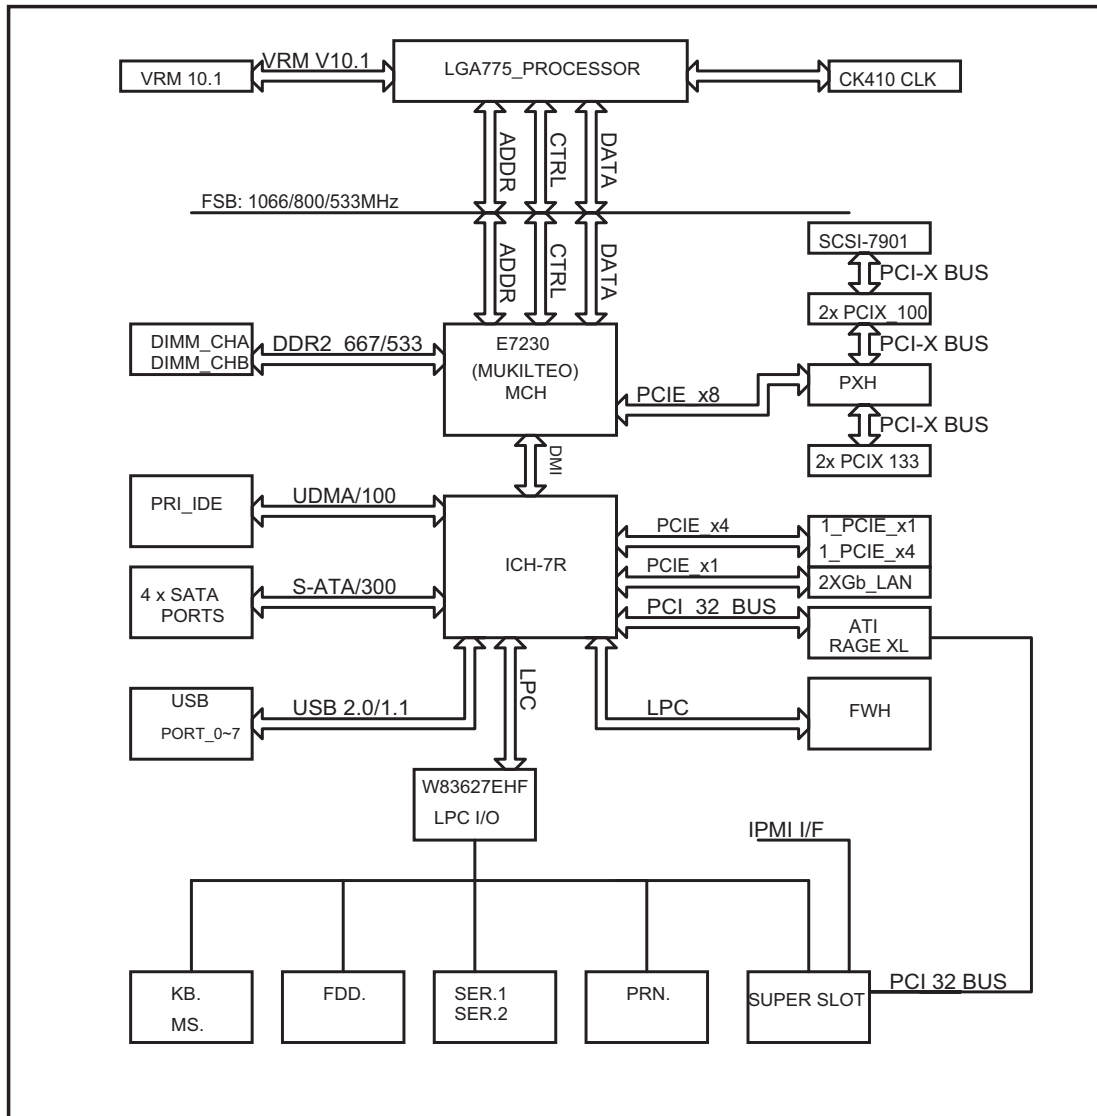 VRM 10.1
VRM V10.1
LGA775_PROCESSOR
CK410 CLK
ADDR
CTRL
DATA
FSB: 1066/800/533MHz
ADDR
CTRL
DATA
SCSI-7901
PCI-X BUS
2x PCIX_100
PCI-X BUS
PXH
PCI-X BUS
2x PCIX 133
DIMM_CHA
DIMM_CHB
DDR2_667/533
E7230
(MUKILTEO)
MCH
PCIE_x8
DMI
PRI_IDE
UDMA/100
ICH-7R
PCIE_x4
1_PCIE_x1
1_PCIE_x4
PCIE_x1
2XGb_LAN
4 x SATA
PORTS
S-ATA/300
PCI_32_BUS
ATI
RAGE XL
USB
PORT_0~7
USB 2.0/1.1
LPC
LPC
FWH
W83627EHF
LPC I/O
IPMI I/F
KB.
MS.
FDD.
SER.1
SER.2
PRN.
SUPER SLOT
PCI 32 BUS